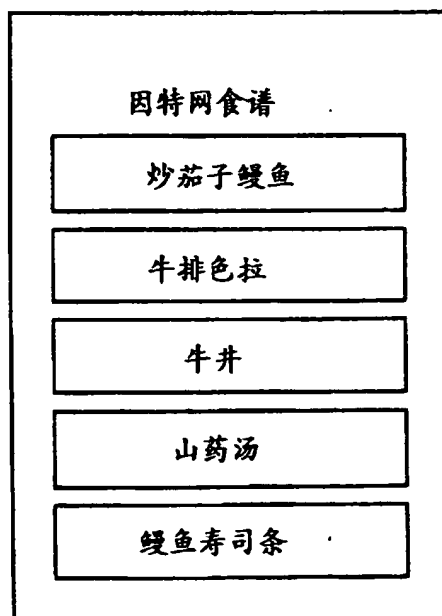 因特网食谱
炒茄子鳗鱼
牛排色拉
牛井
山药汤
鳗鱼寿司条